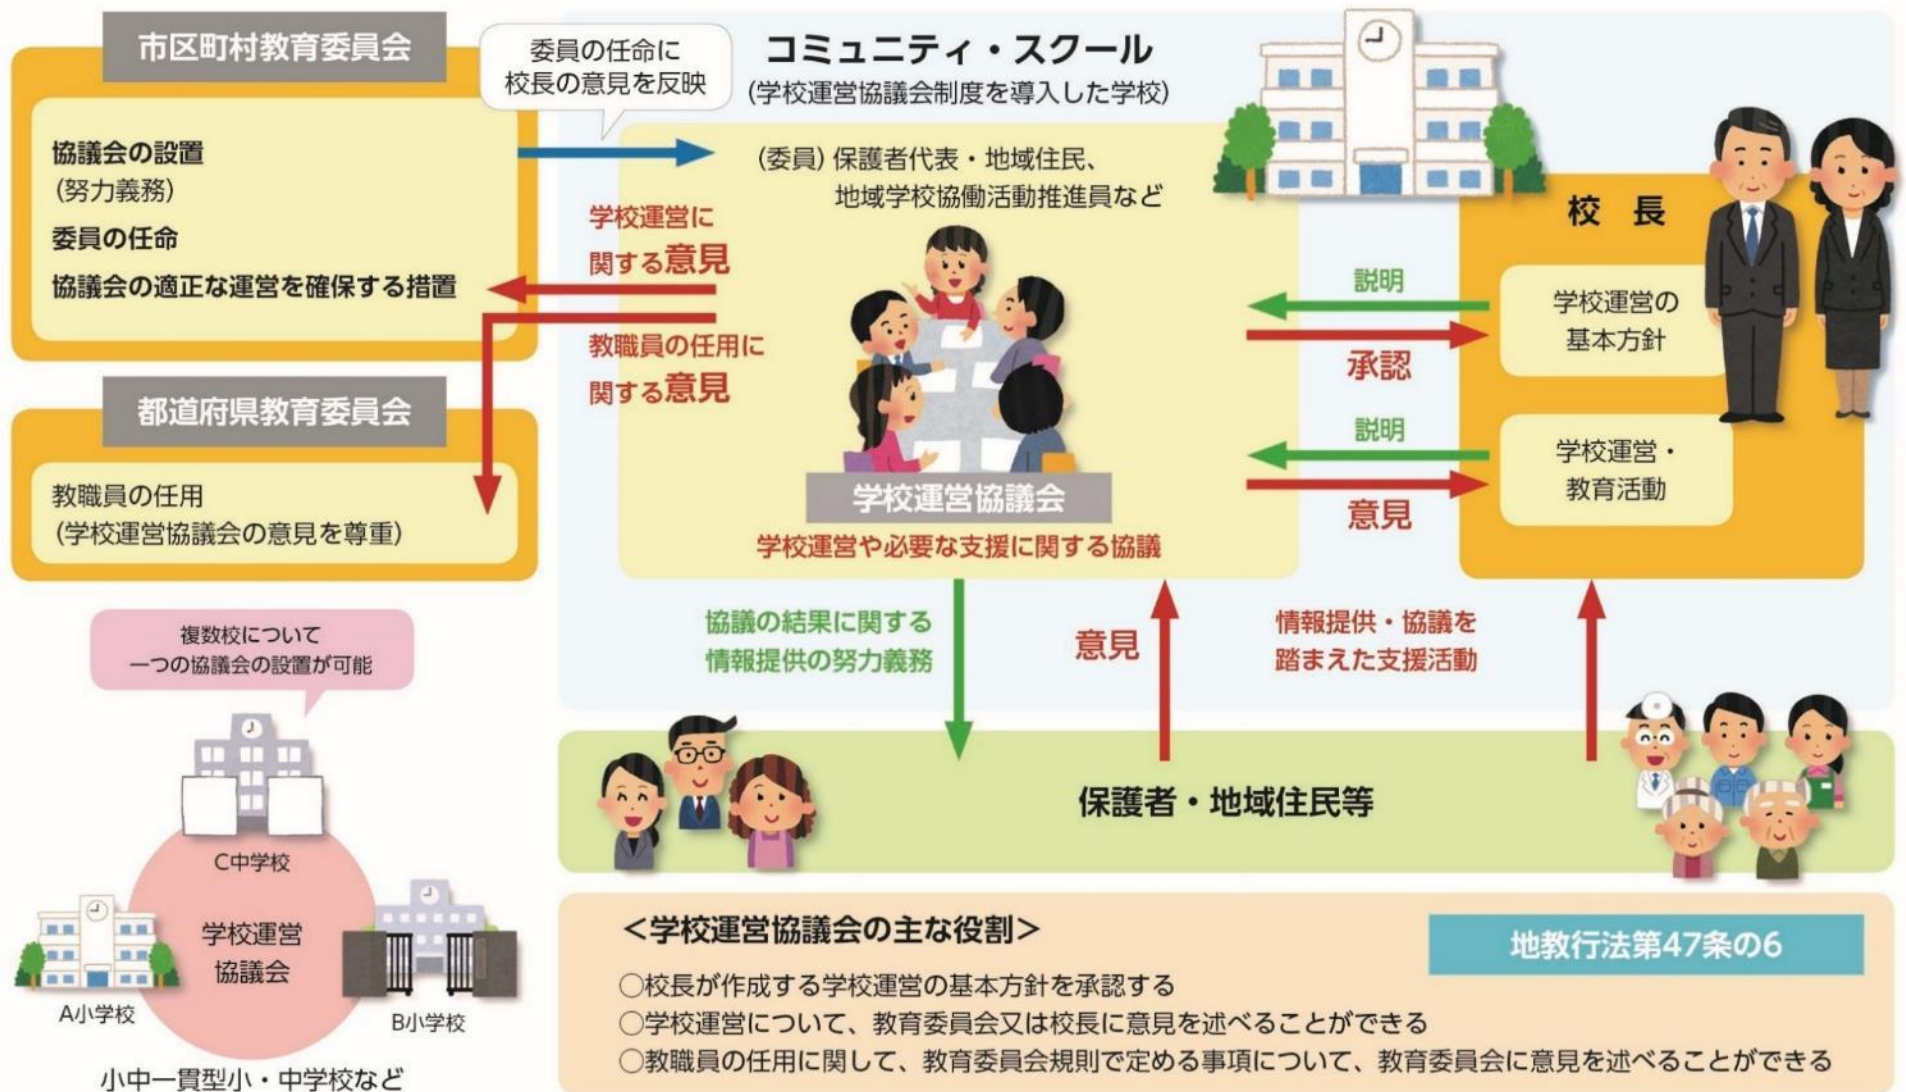 市区町村教育委員会
協議会の設置
(努力義務)
委員の任命
協議会の適正な運営を確保する措置
都道府県教育委員会
教職員の任用
(学校運営協議会の意見を尊重)
委員の任命に
校長の意見を反映
コミュニティ・スクール
(学校運営協議会制度を導入した学校)
(委員) 保護者代表・地域住民、
地域学校協働活動推進員など
学校運営に
関する意見
教職員の任用に
関する意見
学校運営協議会
学校運営や必要な支援に関する協議
校 長
説明
承認
学校運営の
基本方針
説明
意見
学校運営・
教育活動
協議の結果に関する
情報提供の努力義務
意見
情報提供・協議を
踏まえた支援活動
保護者・地域住民等
複数校について
一つの協議会の設置が可能
C中学校
学校運営
協議会
A小学校
B小学校
小中一貫型小・中学校など
<学校運営協議会の主な役割>
地教行法第47条の6
○校長が作成する学校運営の基本方針を承認する
○学校運営について、教育委員会又は校長に意見を述べることができる
○教職員の任用に関して、教育委員会規則で定める事項について、教育委員会に意見を述べることができる